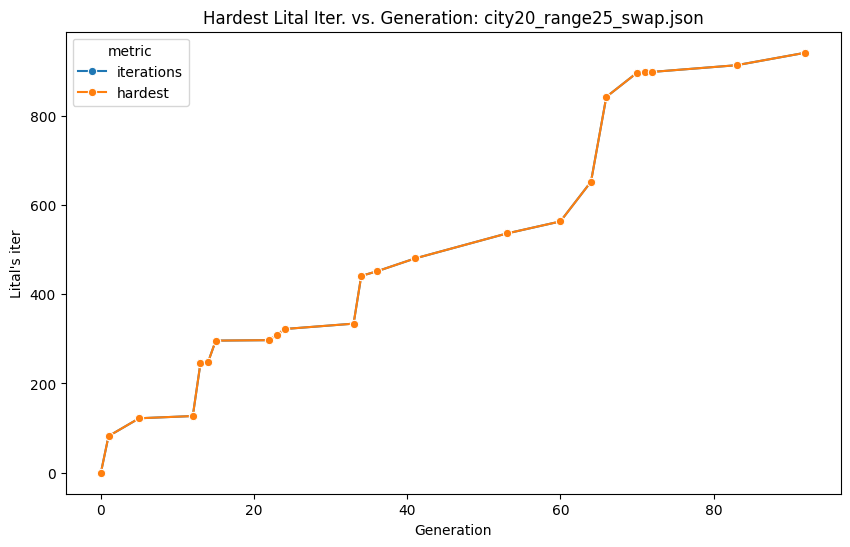 Hardest Lital Iter. vs. Generation: city20_range25_swap.json
metric
iterations
hardest
Lital's iter
800
600
400
200
0
0 20 40 60 80
Generation